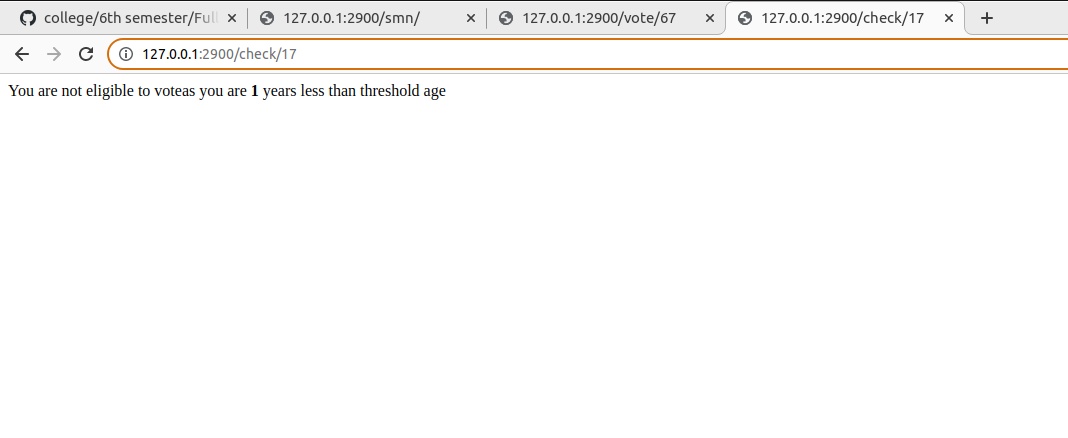 college/6th semester/Full
127.0.0.1:2900/smn/
127.0.0.1:2900/vote/67
127.0.0.1:2900/check/17
127.0.0.1:2900/check/17
You are not eligible to voteas you are 1 years less than threshold age